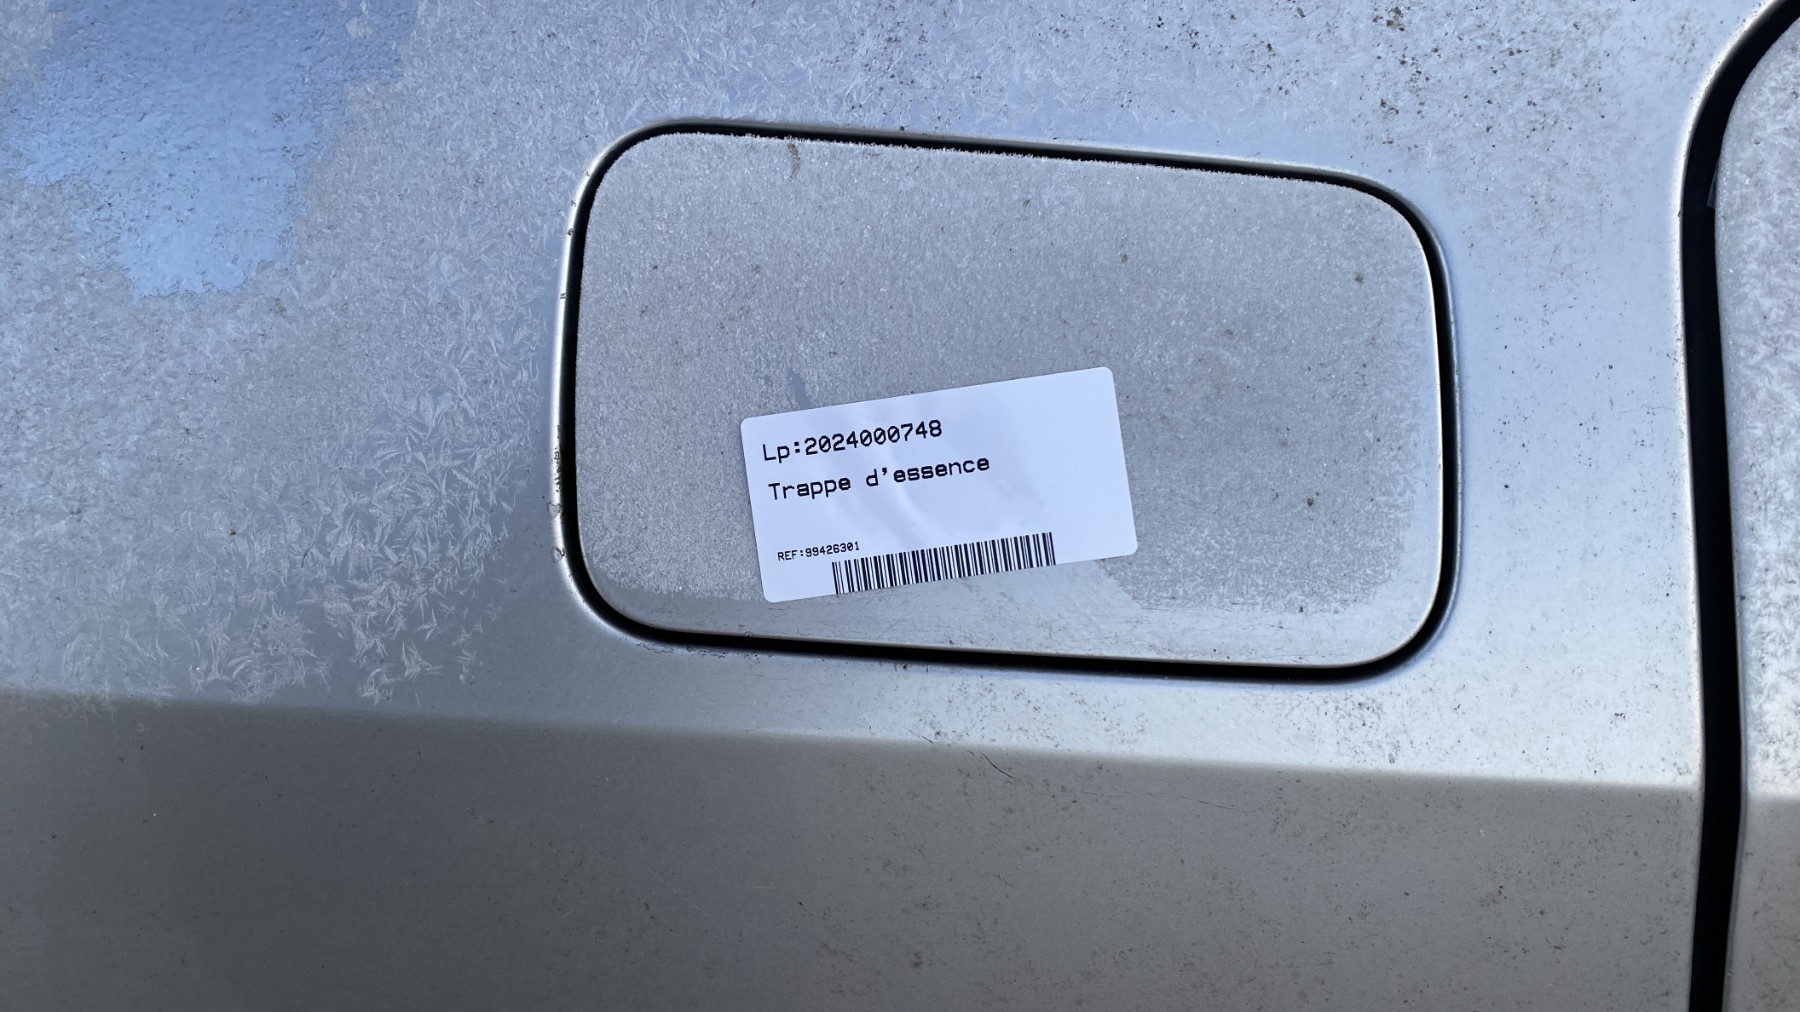 Lp:2024000748
Trappe d'essence
REF:99426301